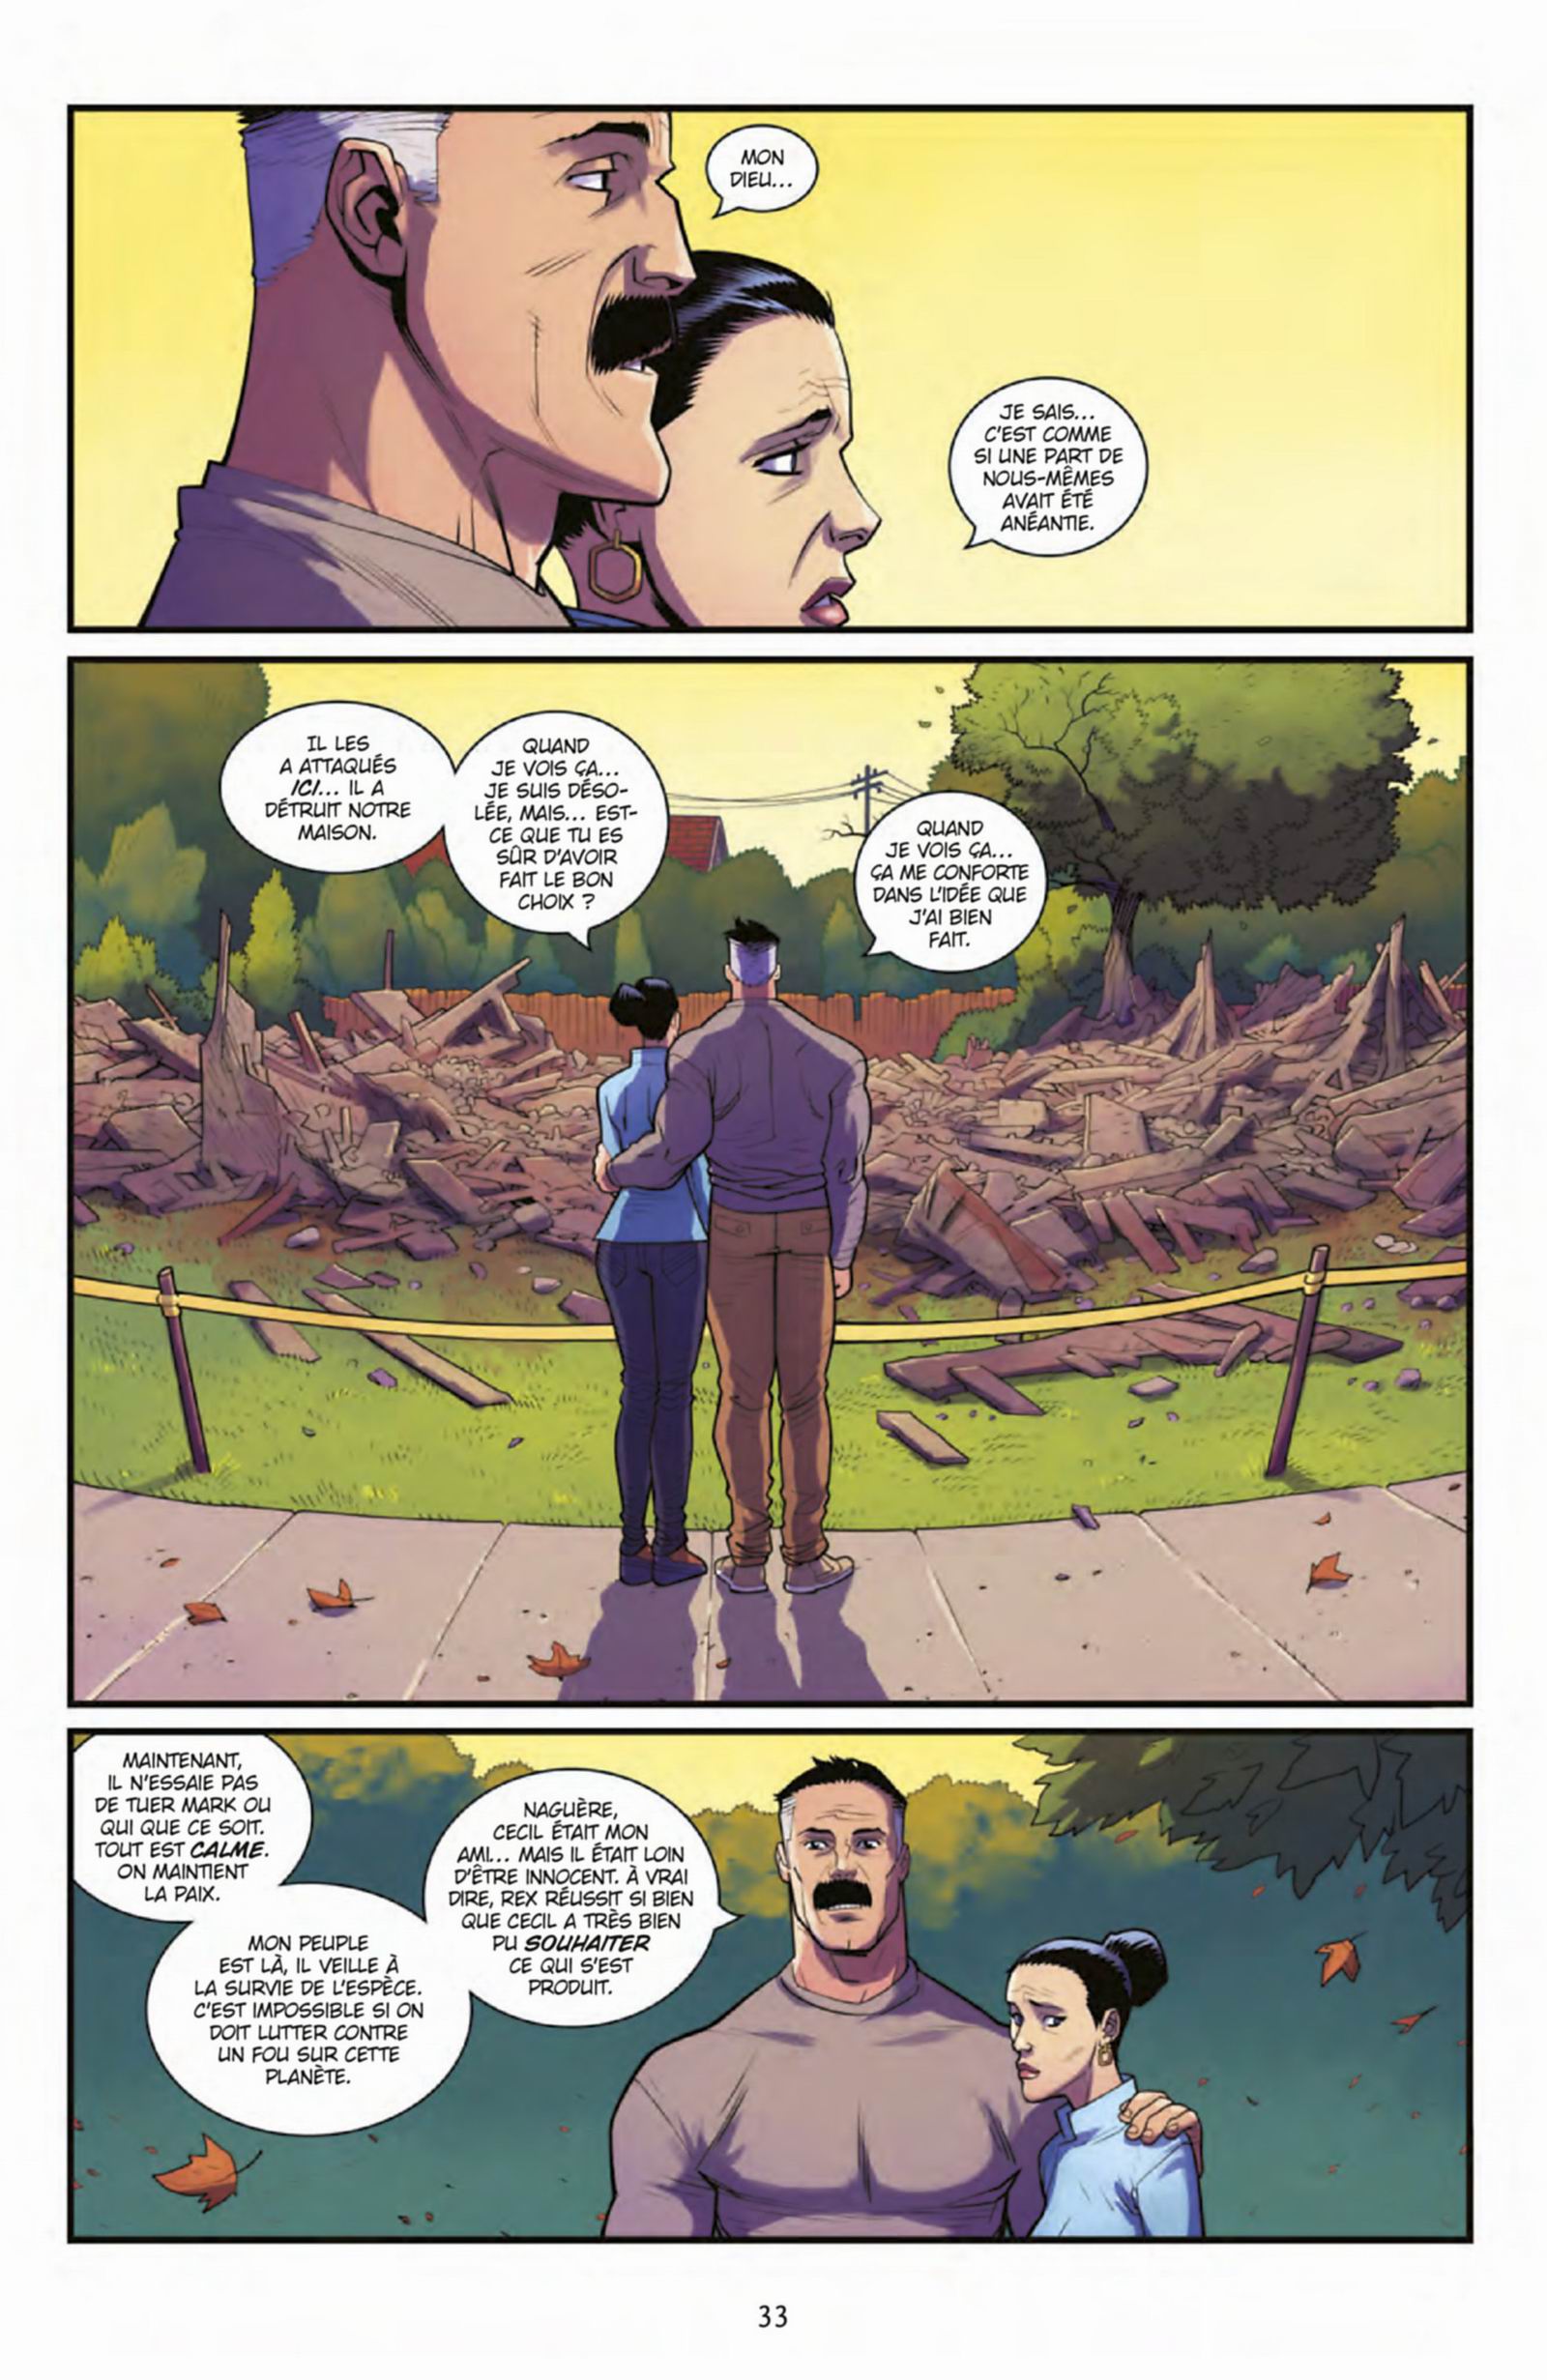 MON
DIEU...
JE SAIS...
C'EST COMME
SI UNE PART DE
NOUS-MÊMES
AVAIT ÉTÉ
ANÉANTIE.
IL LES
A ATTAQUÉS
ICI... IL A
DÉTRUIT NOTRE
MAISON.
QUAND
JE VOIS ÇA...
JE SUIS DÉSO-
LÉE, MAIS... EST-
CE QUE TU ES
SÛR D'AVOIR
FAIT LE BON
CHOIX ?
QUAND
JE VOIS ÇA...
ÇA ME CONFORTE
DANS L'IDÉE QUE
J'AI BIEN
FAIT.
MAINTENANT,
IL N'ESSAIE PAS
DE TUER MARK OU
QUI QUE CE SOIT.
TOUT EST CALME.
ON MAINTIENT
LA PAIX.
MON PEUPLE
EST LÀ, IL VEILLE À
LA SURVIE DE L'ESPÈCE.
C'EST IMPOSSIBLE SI ON
DOIT LUTTER CONTRE
UN FOU SUR CETTE
PLANÈTE.
NAGUÈRE,
CECIL ÉTAIT MON
AMI... MAIS IL ÉTAIT LOIN
D'ÊTRE INNOCENT. À VRAI
DIRE, REX RÉUSSIT SI BIEN
QUE CECIL A TRÈS BIEN
PU SOUHAITER
CE QUI S'EST
PRODUIT.
33